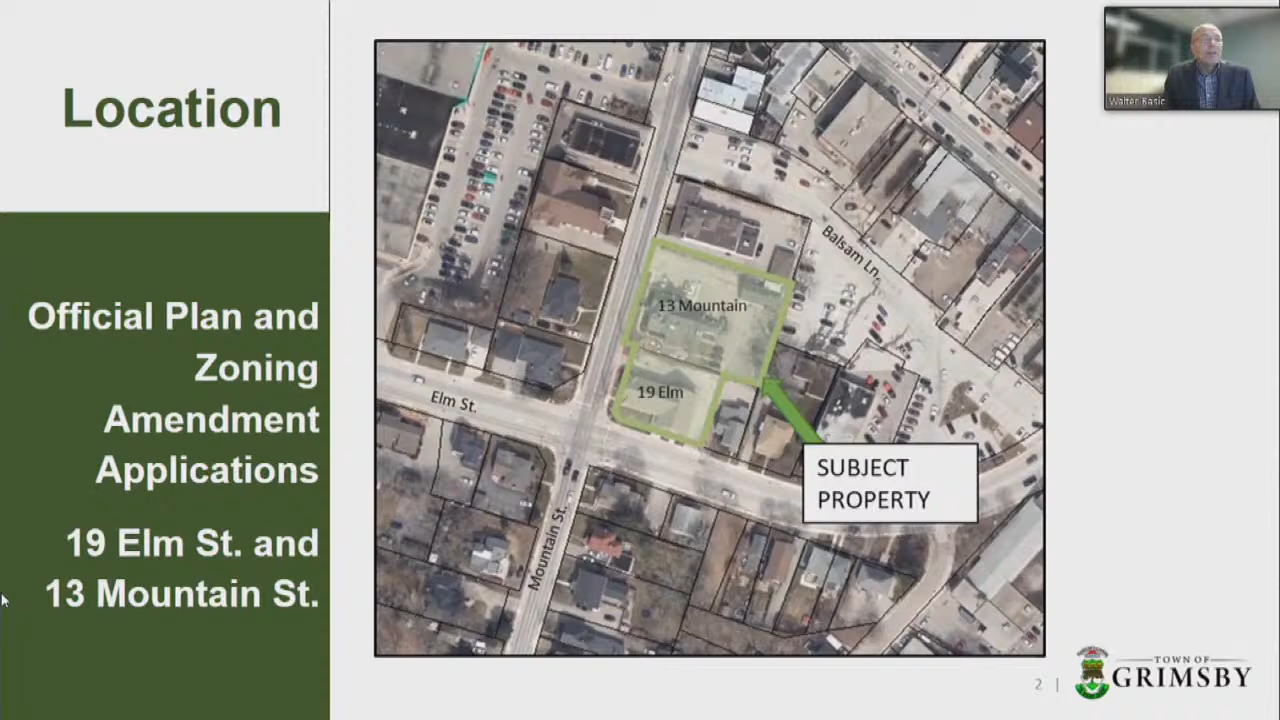 Location
Official Plan and
Zoning
Amendment
Applications
19 Elm St. and
13 Mountain St.
13 Mountain
19 Elm
Balsam Ln.
Elm St.
Mountain St.
SUBJECT
PROPERTY
Walter Basic
2 |
TOWN OF
GRIMSBY